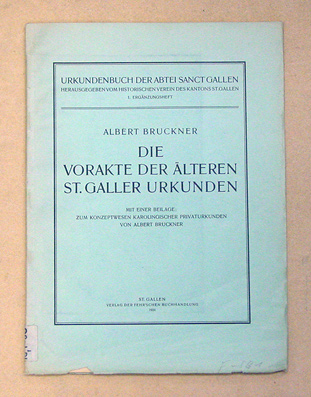 URKUNDENBUCH DER ABTEI SANCT GALLEN
HERAUSGEGEBEN VOM HISTORISCHEN VEREIN DES KANTONS ST. GALLEN
1. ERGÄNZUNGSHEFT
ALBERT BRUCKNER
DIE
VORAKTE DER ÄLTEREN
ST. GALLER URKUNDEN
MIT EINER BEILAGE:
ZUM KONZEPTWESEN KAROLINGISCHER PRIVATURKUNDEN
VON ALBERT BRUCKNER
ST. GALLEN
VERLAG DER FEHR'SCHEN BUCHHANDLUNG